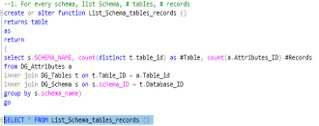 --1. For every schema, list Schema, # tables, # records
create or alter function List_Schema_tables_records ()
returns table
as
return
(
select s.SCHEMA_NAME, count(distinct t.table_id) as #Table, count(a.Attributes_ID) #Records
from DG_Attributes a
inner join DG_Tables t on t.Table_ID = a.Table_id
inner join DG_Schema s on s.schema_ID = t.Database_ID
group by s.schema_name)
go
SELECT * FROM List_Schema_tables_records ()